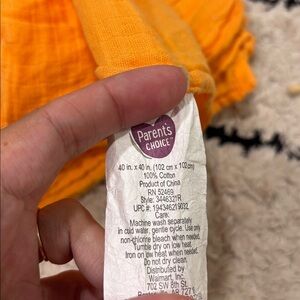 Parent's
CHOICE
40 in. x 40 in. (102 cm x 102 cm)
100% Cotton
Product of China
RN 52469
Style: 3446321R
UPC #: 194346219032
Care:
Machine wash separately
in cold water, gentle cycle. Use only
non-chlorine bleach when needed.
Tumble dry on low heat.
Iron on low heat when needed.
Do not dry clean.
Distributed by
Walmart, Inc.
702 SW 8th St.